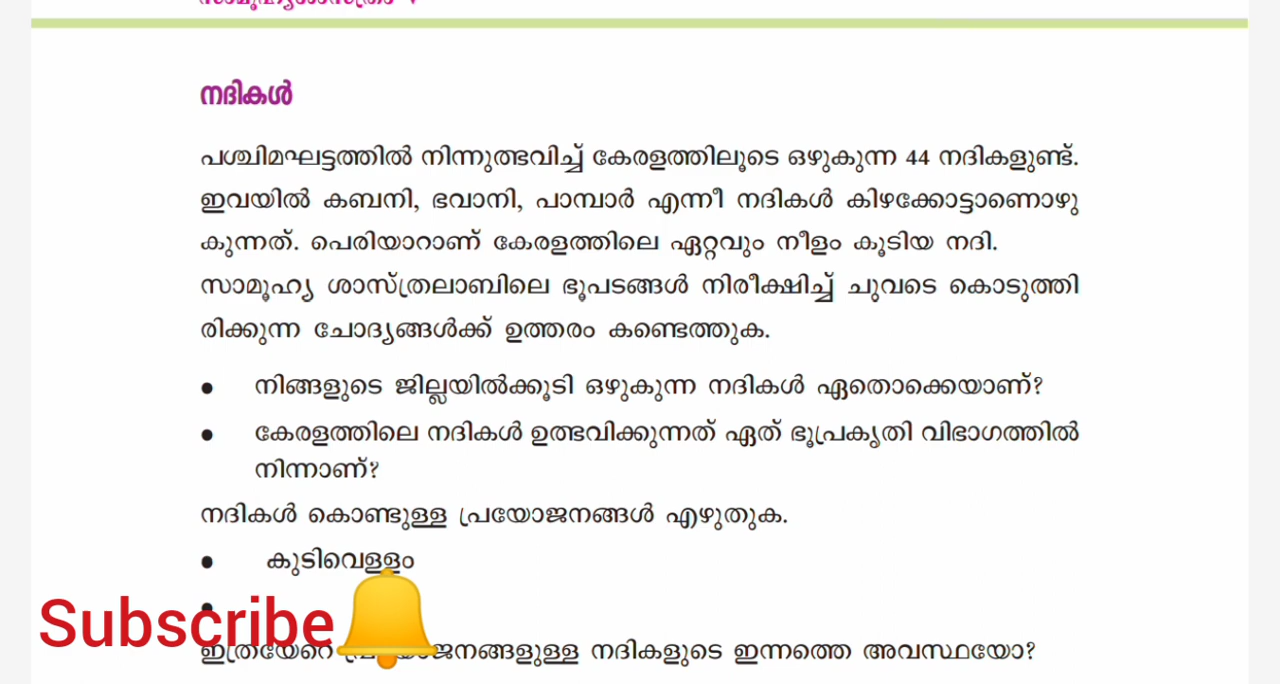 നദികൾ
പശ്ചിമഘട്ടത്തിൽ നിന്നുത്ഭവിച്ച് കേരളത്തിലൂടെ ഒഴുകുന്ന 44 നദികളുണ്ട്.
ഇവയിൽ കബനി, ഭവാനി, പാമ്പാർ എന്നീ നദികൾ കിഴക്കോട്ടാണൊഴു
കുന്നത്. പെരിയാറാണ് കേരളത്തിലെ ഏറ്റവും നീളം കൂടിയ നദി.
സാമൂഹ്യ ശാസ്ത്രലാബിലെ ഭൂപടങ്ങൾ നിരീക്ഷിച്ച് ചുവടെ കൊടുത്തി
രിക്കുന്ന ചോദ്യങ്ങൾക്ക് ഉത്തരം കണ്ടെത്തുക.
● നിങ്ങളുടെ ജില്ലയിൽക്കൂടി ഒഴുകുന്ന നദികൾ ഏതൊക്കെയാണ്?
● കേരളത്തിലെ നദികൾ ഉത്ഭവിക്കുന്നത് ഏത് ഭൂപ്രകൃതി വിഭാഗത്തിൽ
നിന്നാണ്?
നദികൾ കൊണ്ടുള്ള പ്രയോജനങ്ങൾ എഴുതുക.
● കുടിവെള്ളം
Subscribe
ഇത്രയേറെ പ്രയോജനങ്ങളുള്ള നദികളുടെ ഇന്നത്തെ അവസ്ഥയോ?